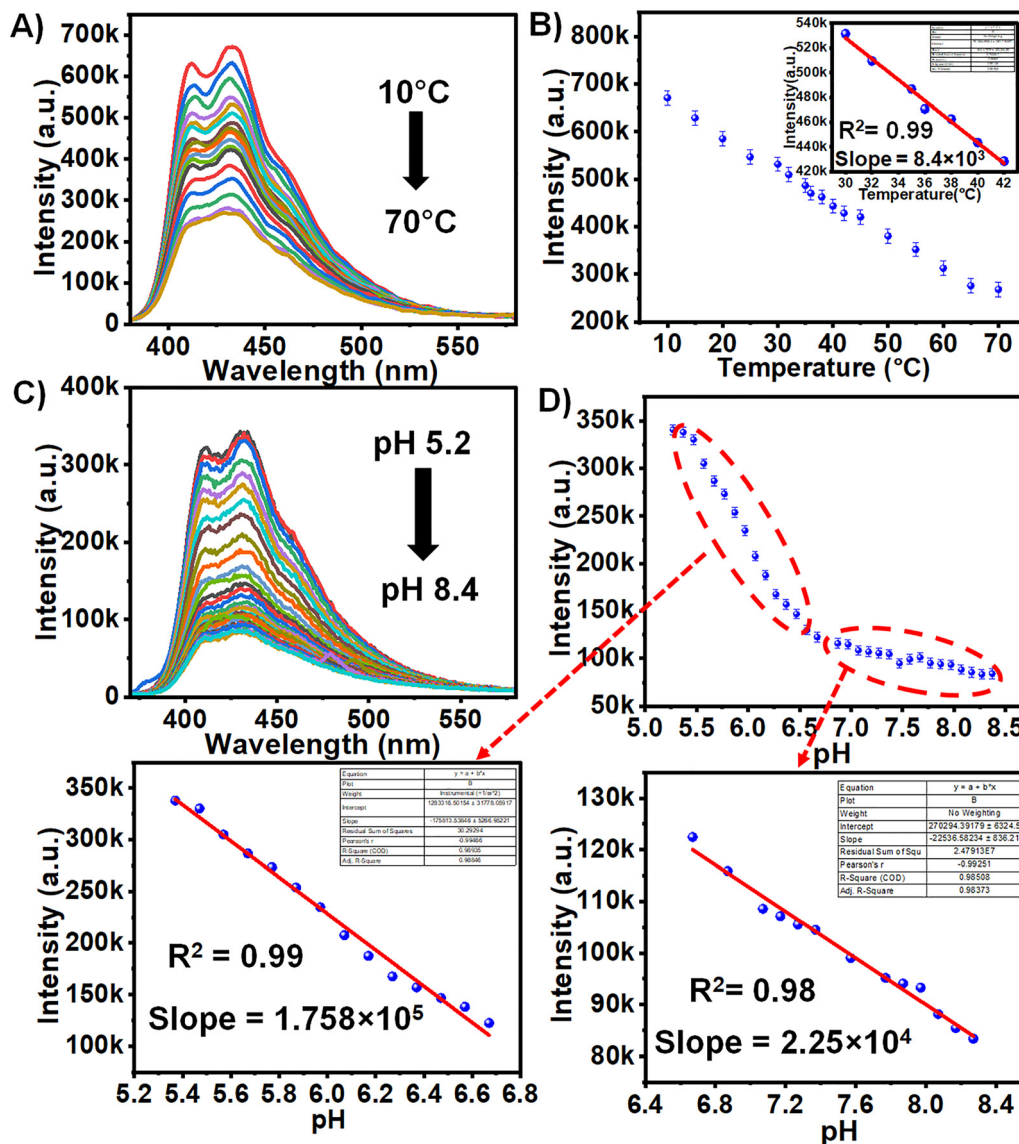 A)
700k
600k
500k
400k
300k
200k
100k
0
Intensity (a.u.)
10°C
70°C
400 450 500 550
Wavelength (nm)
B)
800k
700k
600k
500k
400k
300k
200k
Intensity (a.u.)
10 20 30 40 50 60 70
Temperature (°C)
540k
520k
500k
480k
460k
440k
420k
Intensity(a.u.)
R²= 0.99
Slope = 8.4×10³
30 32 34 36 38 40 42
Temperature(°C)
C)
400k
300k
200k
100k
0
Intensity (a.u.)
pH 5.2
pH 8.4
400 450 500 550
Wavelength (nm)
D)
350k
300k
250k
200k
150k
100k
50k
Intensity (a.u.)
5.0 5.5 6.0 6.5 7.0 7.5 8.0 8.5
pH
350k
300k
250k
200k
150k
100k
Intensity (a.u.)
Equation y = a + b*x
Plot B
Weight Instrumental (=1/er^2)
Intercept 1283316.50154 ± 31778.05917
Slope -175813.53846 ± 5266.95221
Residual Sum of Squares 30.29294
Pearson's r -0.99466
R-Square (COD) 0.98935
Adj. R-Square 0.98846
R² = 0.99
Slope = 1.758×10⁵
5.2 5.4 5.6 5.8 6.0 6.2 6.4 6.6 6.8
pH
130k
120k
110k
100k
90k
80k
Intensity (a.u.)
Equation y = a + b*x
Plot B
Weight No Weighting
Intercept 270294.39179 ± 6324.5
Slope -22536.58234 ± 836.21
Residual Sum of Squ 2.47913E7
Pearson's r -0.99251
R-Square (COD) 0.98508
Adj. R-Square 0.98373
R²= 0.98
Slope = 2.25×10⁴
6.4 6.8 7.2 7.6 8.0 8.4
pH